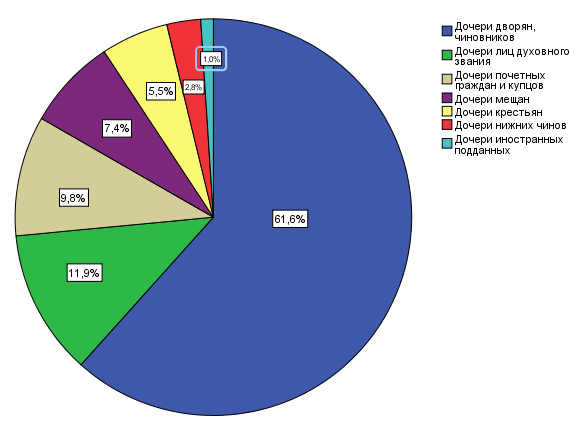 1,0%
2,8%
5,5%
7,4%
9,8%
61,6%
11,9%
Дочери дворян,
чиновников
Дочери лиц духовного
звания
Дочери почетных
граждан и купцов
Дочери мещан
Дочери крестьян
Дочери нижних чинов
Дочери иностранных
подданных